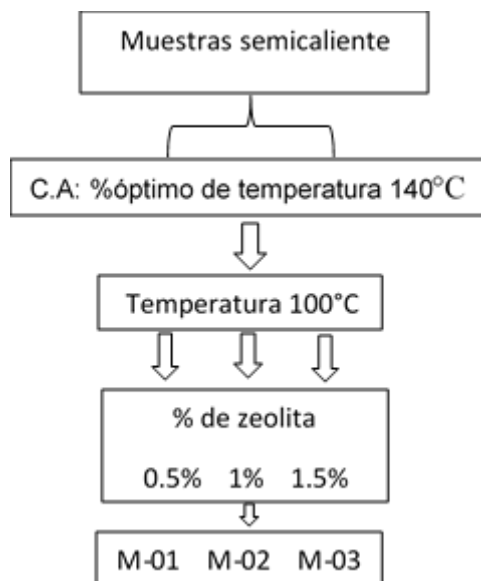 Muestras semicaliente
C.A: %óptimo de temperatura 140°C
Temperatura 100°C
% de zeolita
0.5% 1% 1.5%
M-01 M-02 M-03